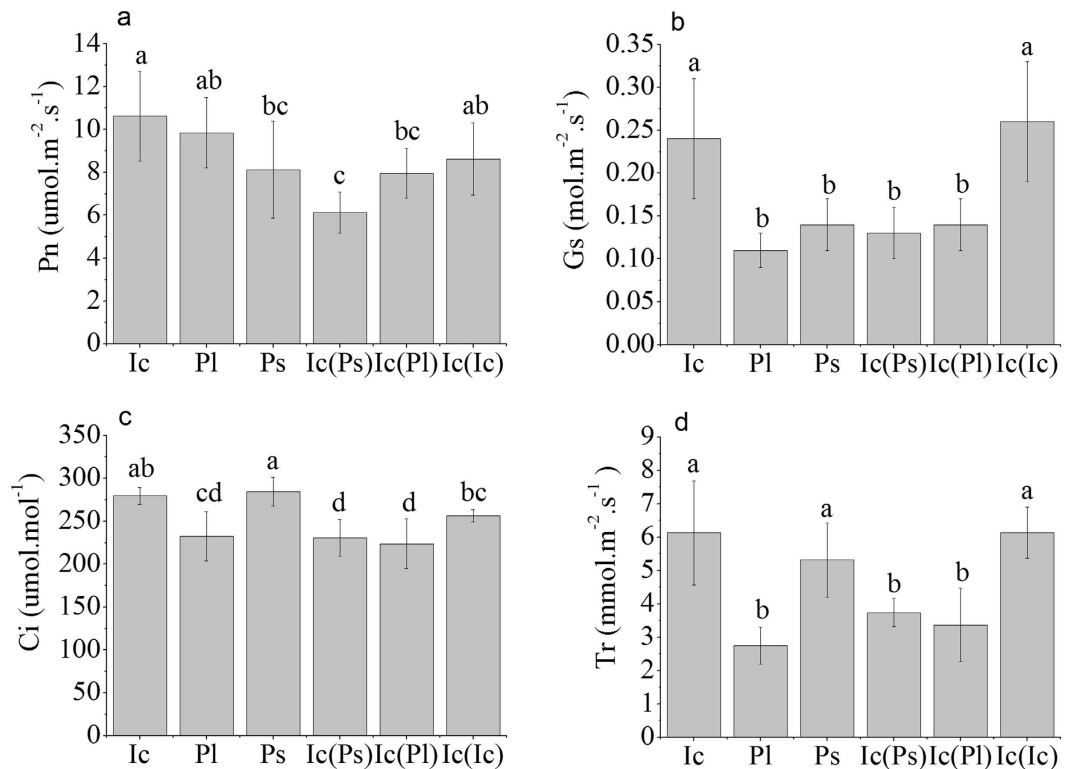 a
Pn (umol.m-2.s-1)
14
12
10
8
6
4
2
0
a
ab
bc
c
bc
ab
Ic
Pl
Ps
Ic(Ps)
Ic(Pl)
Ic(Ic)
b
Gs (mol.m-2.s-1)
0.35
0.30
0.25
0.20
0.15
0.10
0.05
0.00
a
b
b
b
b
a
Ic
Pl
Ps
Ic(Ps)
Ic(Pl)
Ic(Ic)
c
Ci (umol.mol-1)
350
300
250
200
150
100
50
0
ab
cd
a
d
d
bc
Ic
Pl
Ps
Ic(Ps)
Ic(Pl)
Ic(Ic)
d
Tr (mmol.m-2.s-1 )
9
8
7
6
5
4
3
2
1
0
a
b
a
b
b
a
Ic
Pl
Ps
Ic(Ps)
Ic(Pl)
Ic(Ic)